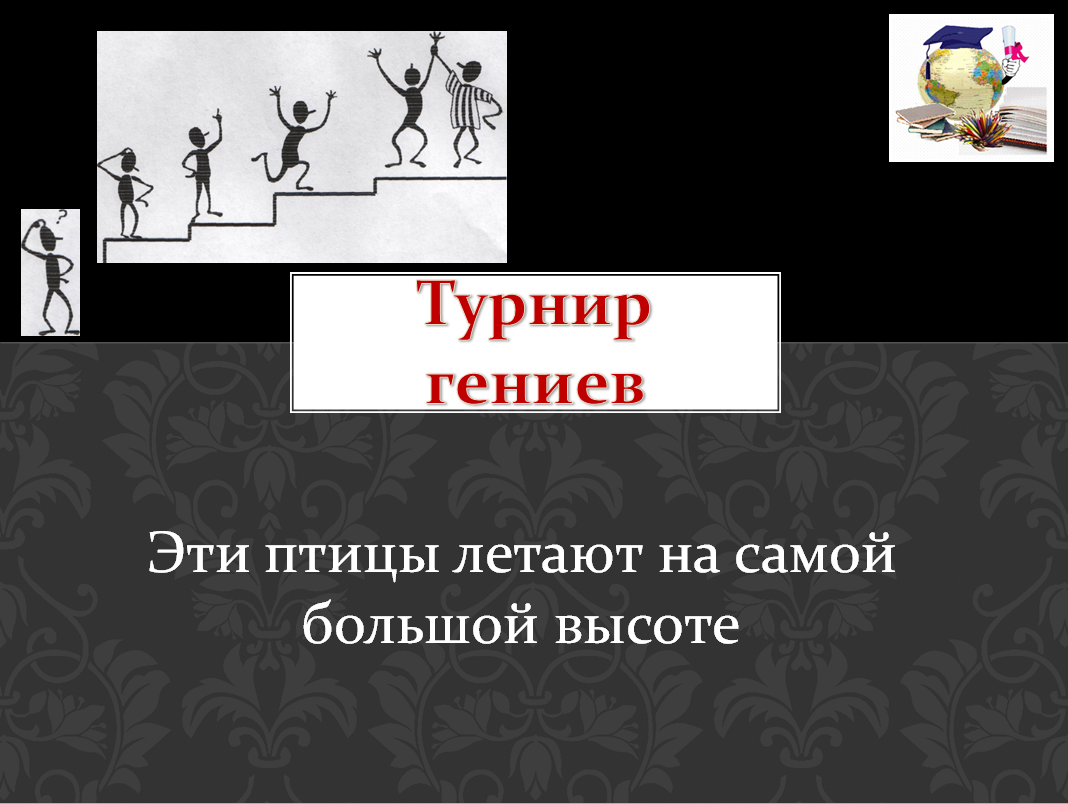 ?
Турнир
гениев
Эти птицы летают на самой
большой высоте